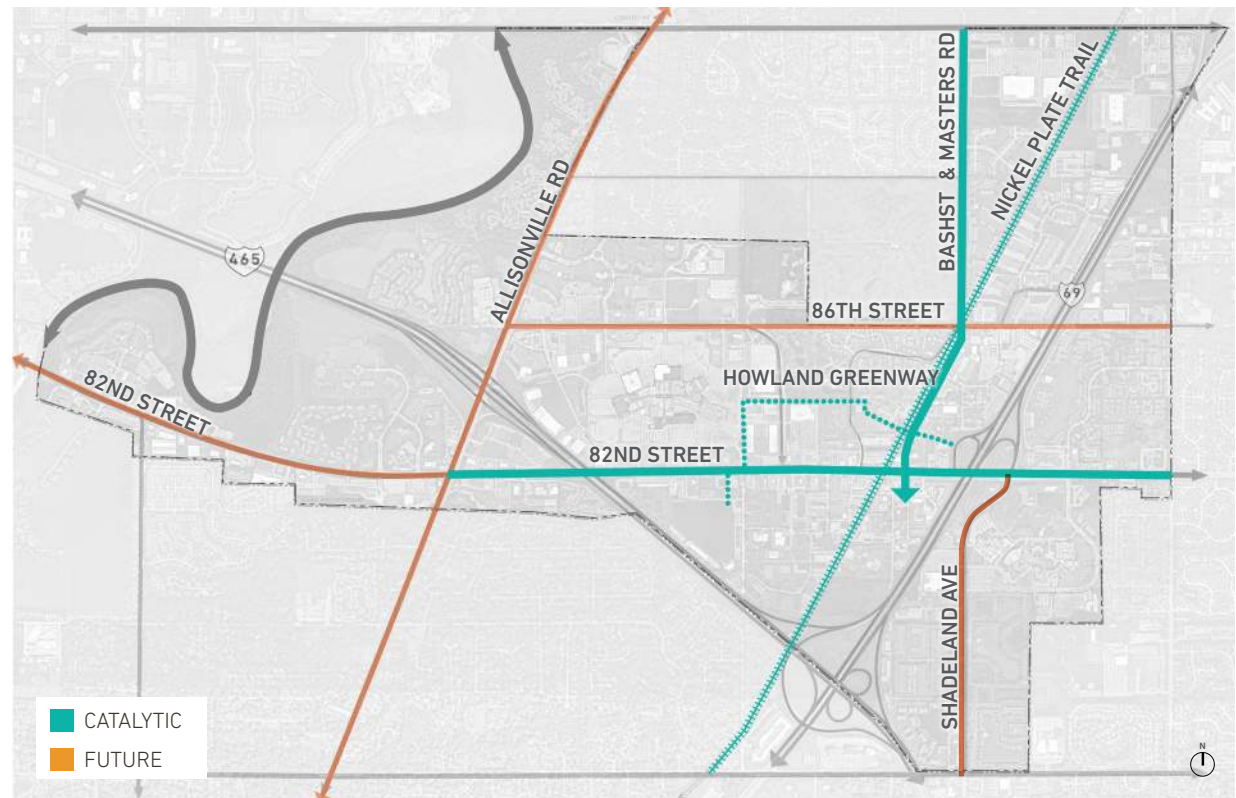 BASHST & MASTERS RD
NICKEL PLATE TRAIL
ALLISONVILLE RD
465
69
86TH STREET
HOWLAND GREENWAY
82ND STREET
82ND STREET
SHADELAND AVE
CATALYTIC
FUTURE
N